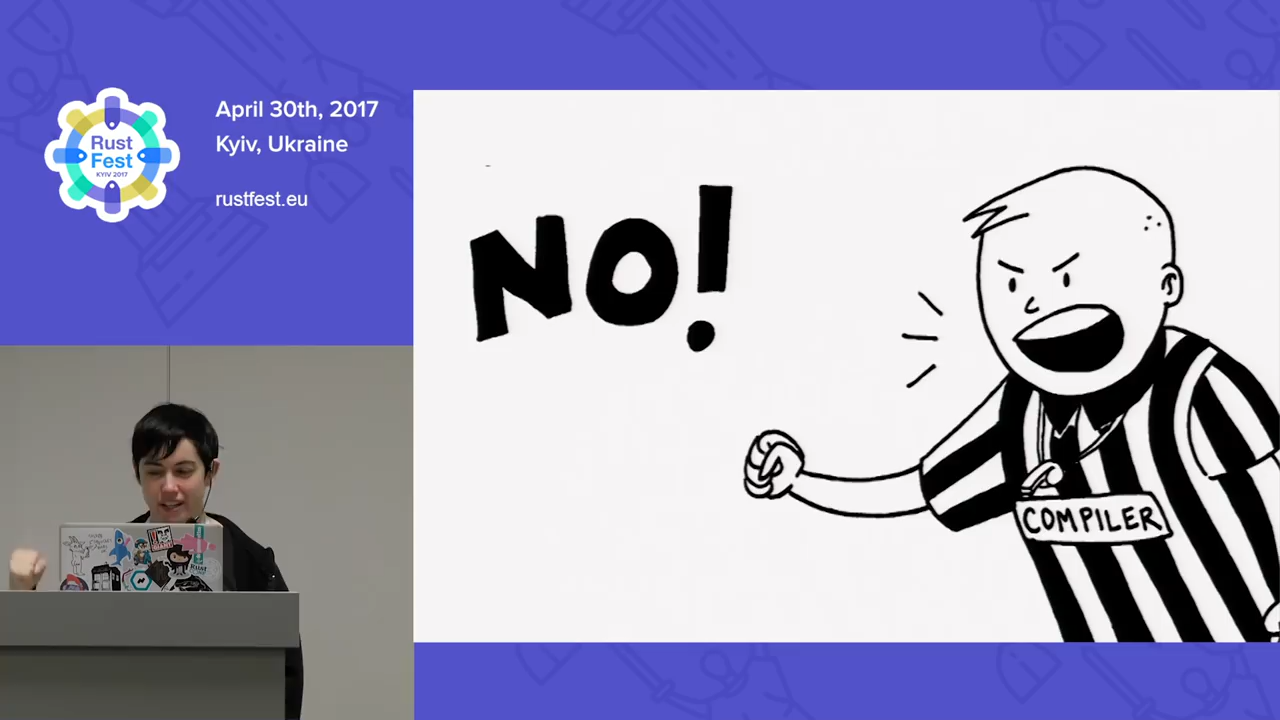 Rust
Fest
KYIV 2017
April 30th, 2017
Kyiv, Ukraine
rustfest.eu
NO!
COMPILER